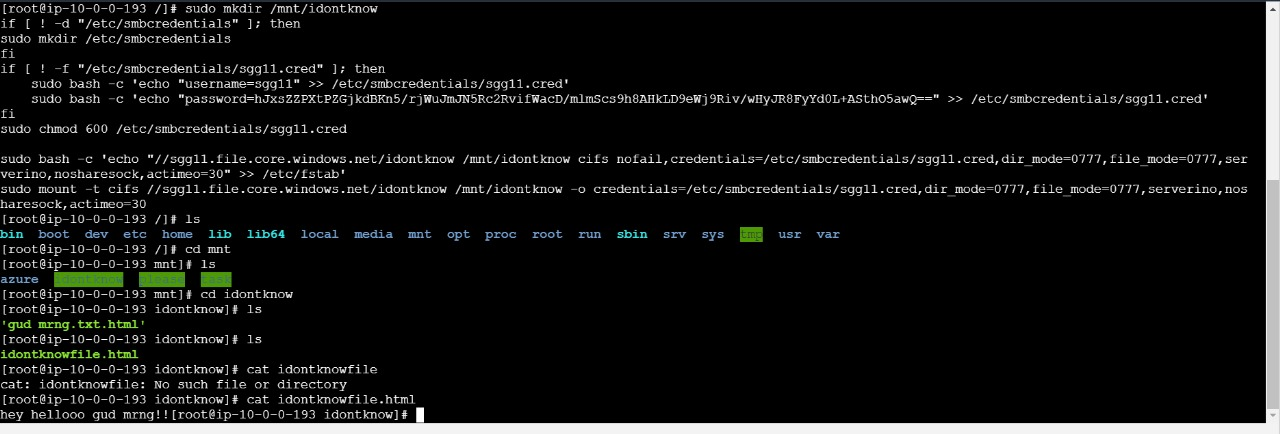 [root@ip-10-0-0-193 /]# sudo mkdir /mnt/idontknow
if [ ! -d "/etc/smbcredentials" ]; then
sudo mkdir /etc/smbcredentials
fi
if [ ! -f "/etc/smbcredentials/sgg11.cred" ]; then
    sudo bash -c 'echo "username=sgg11" >> /etc/smbcredentials/sgg11.cred'
    sudo bash -c 'echo "password=hJxsZZPXtPZGjkdBKn5/rjWuJmJN5Rc2RvifWacD/mlmScs9h8AHkLD9eWj9Riv/wHyJR8FyYd0L+ASthO5awQ==" >> /etc/smbcredentials/sgg11.cred'
fi
sudo chmod 600 /etc/smbcredentials/sgg11.cred

sudo bash -c 'echo "//sgg11.file.core.windows.net/idontknow /mnt/idontknow cifs nofail,credentials=/etc/smbcredentials/sgg11.cred,dir_mode=0777,file_mode=0777,ser
verino,nosharesock,actimeo=30" >> /etc/fstab'
sudo mount -t cifs //sgg11.file.core.windows.net/idontknow /mnt/idontknow -o credentials=/etc/smbcredentials/sgg11.cred,dir_mode=0777,file_mode=0777,serverino,nos
haresock,actimeo=30
[root@ip-10-0-0-193 /]# ls
bin  boot  dev  etc  home  lib  lib64  local  media  mnt  opt  proc  root  run  sbin  srv  sys  tmp  usr  var
[root@ip-10-0-0-193 /]# cd mnt
[root@ip-10-0-0-193 mnt]# ls
azure  idontknow  please
[root@ip-10-0-0-193 mnt]# cd idontknow
[root@ip-10-0-0-193 idontknow]# ls
'gud mrng.txt.html'
[root@ip-10-0-0-193 idontknow]# ls
idontknowfile.html
[root@ip-10-0-0-193 idontknow]# cat idontknowfile
cat: idontknowfile: No such file or directory
[root@ip-10-0-0-193 idontknow]# cat idontknowfile.html
hey hellooo gud mrng!![root@ip-10-0-0-193 idontknow]#